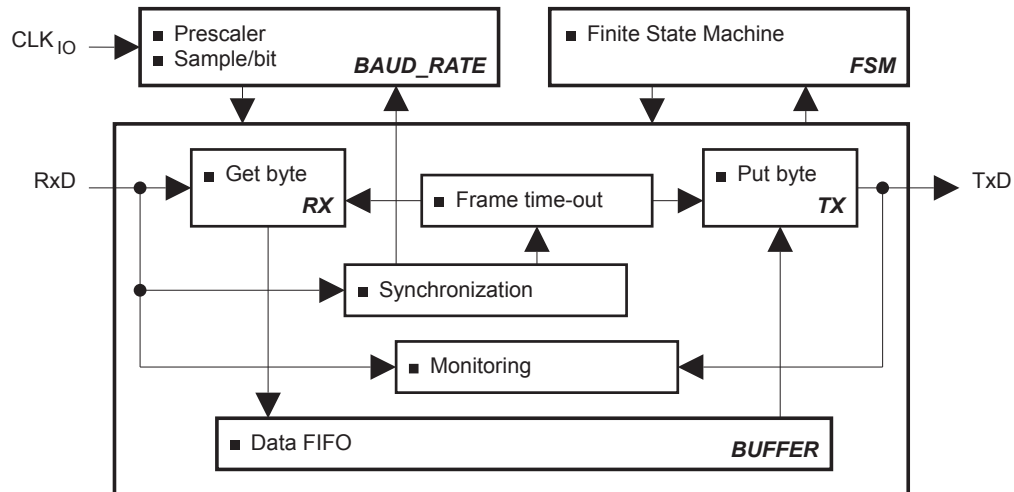 CLK IO
■ Prescaler
■ Sample/bit
BAUD_RATE
■ Finite State Machine
FSM
RxD
■ Get byte
RX
■ Frame time-out
■ Put byte
TX
TxD
■ Synchronization
■ Monitoring
■ Data FIFO
BUFFER